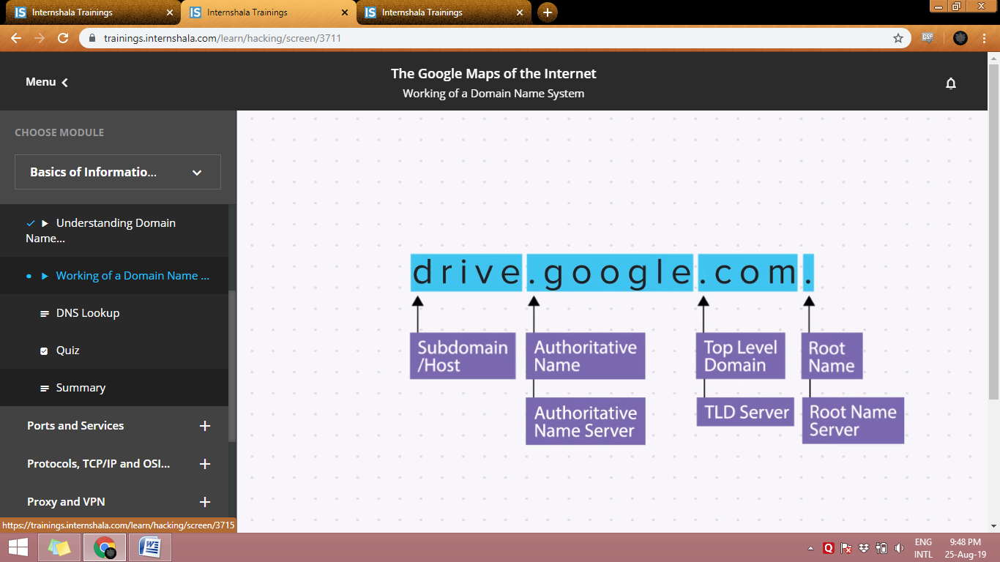 Internshala Trainings
Internshala Trainings
Internshala Trainings
trainings.internshala.com/learn/hacking/screen/3711
Menu
The Google Maps of the Internet
Working of a Domain Name System
CHOOSE MODULE
Basics of Informatio...
Understanding Domain
Name...
Working of a Domain Name ...
DNS Lookup
Quiz
Summary
Ports and Services
Protocols, TCP/IP and OSI...
Proxy and VPN
https://trainings.internshala.com/learn/hacking/screen/3715
drive.google.com.
Subdomain
/Host
Authoritative
Name
Top Level
Domain
Root
Name
Authoritative
Name Server
TLD Server
Root Name
Server
ENG
INTL
9:48 PM
25-Aug-19